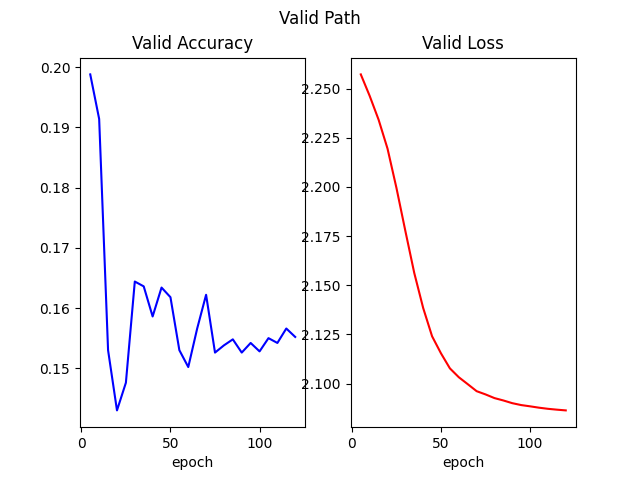 Valid Path
Valid Accuracy
0.20
0.19
0.18
0.17
0.16
0.15
0 50 100
epoch
Valid Loss
2.250
2.225
2.200
2.175
2.150
2.125
2.100
0 50 100
epoch